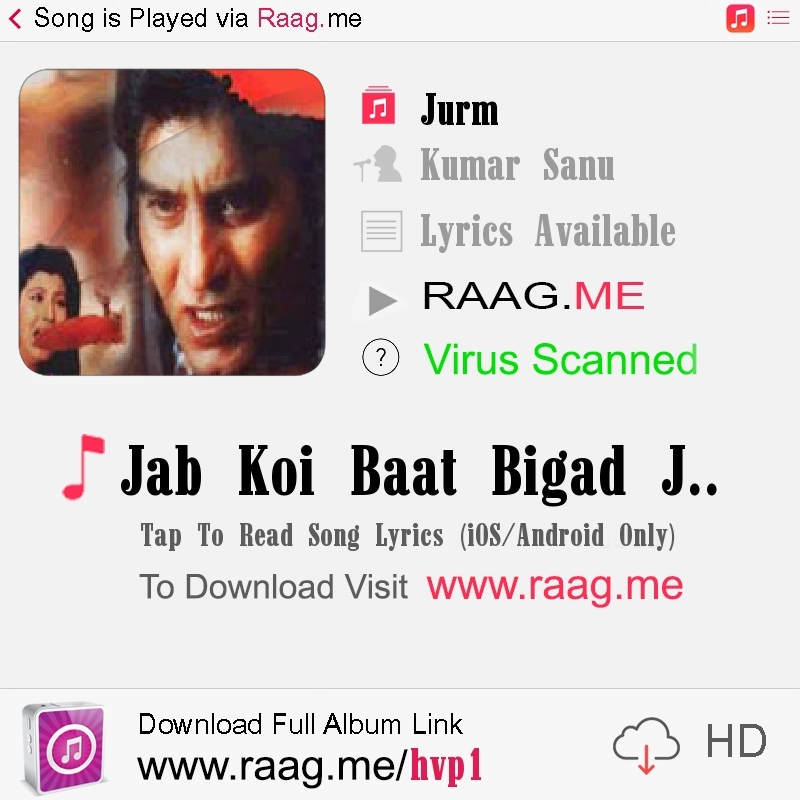 Song is Played via Raag.me
Jurm
Kumar Sanu
Lyrics Available
RAAG.ME
? Virus Scanned
Jab Koi Baat Bigad J..
Tap To Read Song Lyrics (iOS/Android Only)
To Download Visit www.raag.me
Download Full Album Link
www.raag.me/hvp1
HD